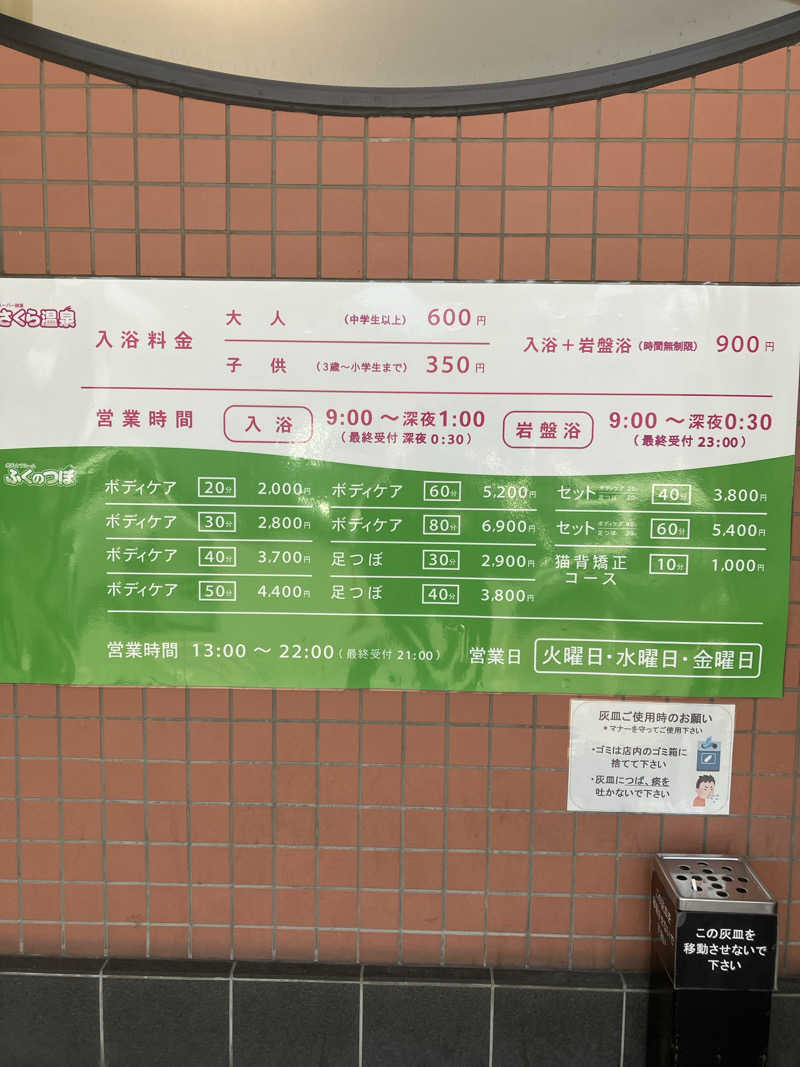 さくら温泉
入浴料金 大人 (中学生以上) 600円
子供 (3歳〜小学生まで) 350円
入浴＋岩盤浴 (時間無制限) 900円
営業時間 入浴 9:00 〜深夜1:00
(最終受付 深夜 0:30)
岩盤浴 9:00 〜深夜0:30
(最終受付 23:00)
ふくのつぼ
ボディケア 20分 2,000円
ボディケア 30分 2,800円
ボディケア 40分 3,700円
ボディケア 50分 4,400円
ボディケア 60分 5,200円
ボディケア 80分 6,900円
足つぼ 30分 2,900円
足つぼ 40分 3,800円
セット 40分 3,800円
セット 60分 5,400円
猫背矯正 10分 1,000円
コース
営業時間 13:00 〜 22:00 (最終受付 21:00)
営業日 火曜日・水曜日・金曜日
灰皿ご使用時のお願い
*マナーを守ってご使用下さい
・ゴミは店内のゴミ箱に
捨てて下さい
・灰皿につば、痰を
吐かないで下さい
この灰皿を
移動させないで
下さい